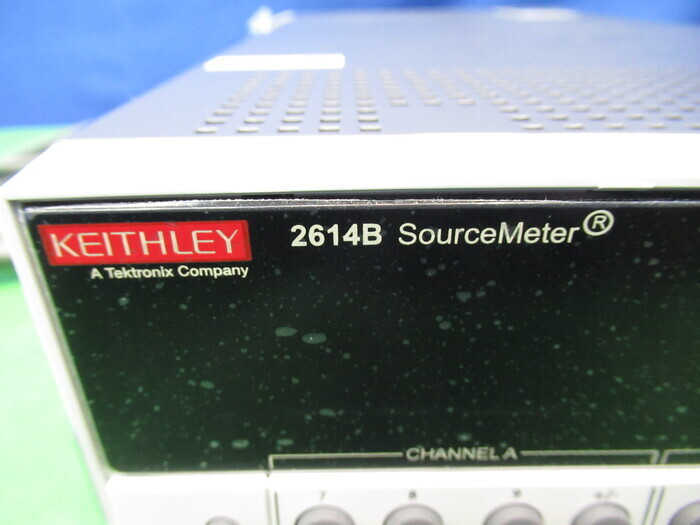 KEITHLEY
A Tektronix Company
2614B SourceMeter®
CHANNEL A
7 8 9 +/-